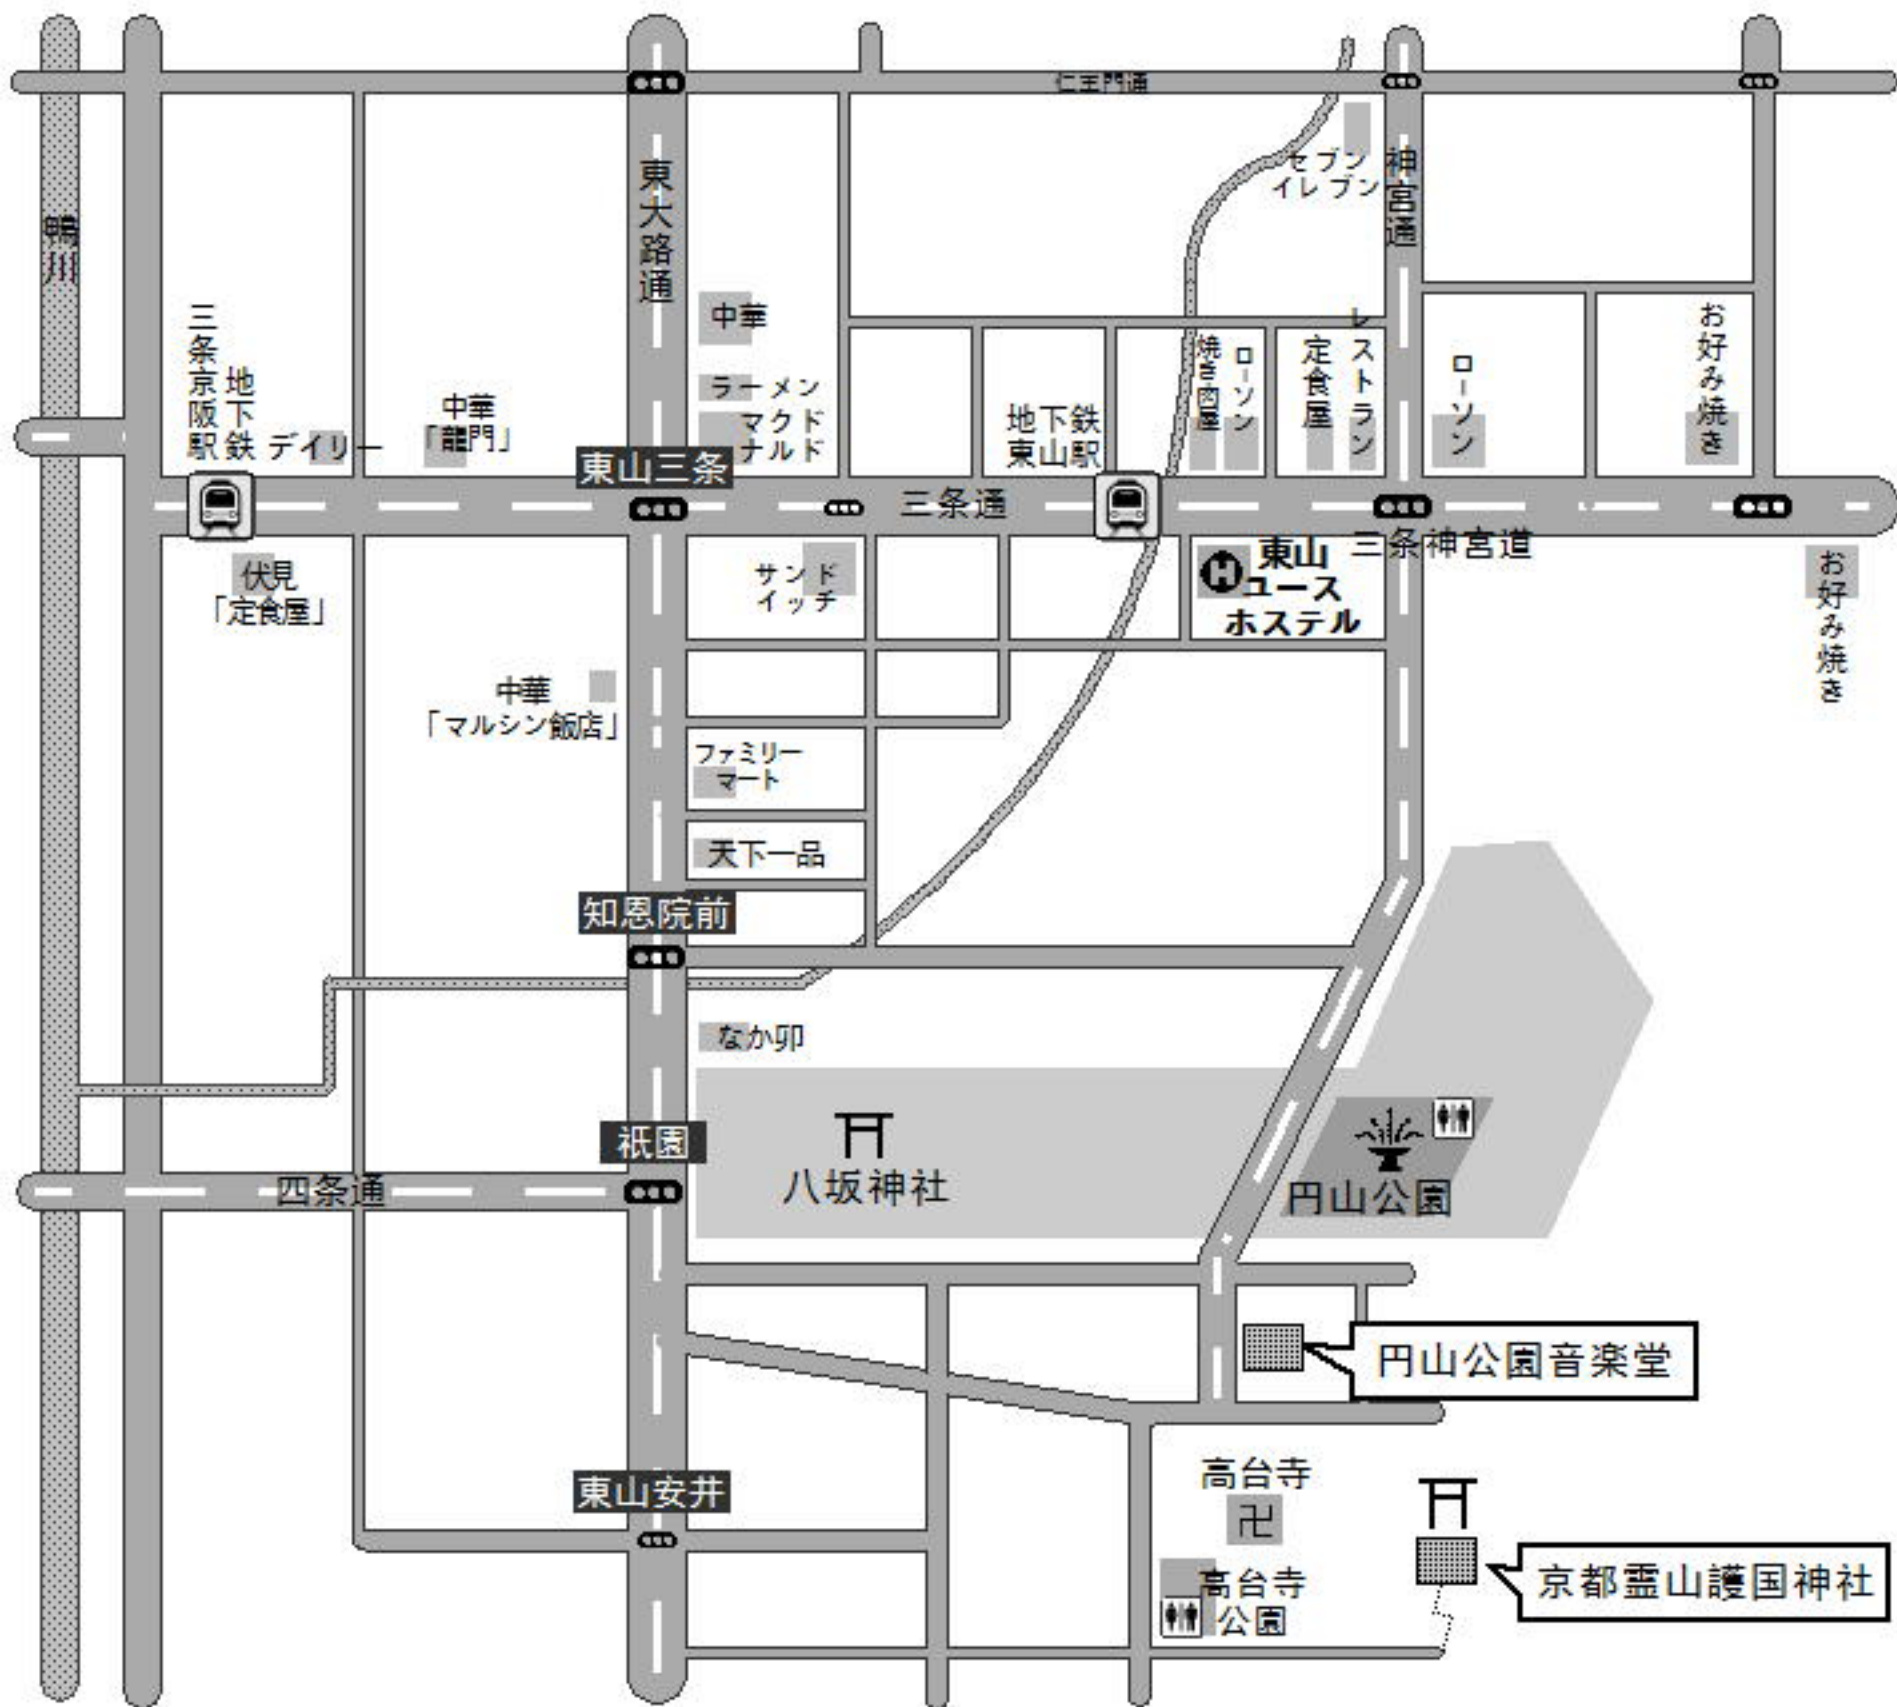 仁王門通
東大路通
神宮通
鴨川
セブン
イレブン
三条京阪駅
地下鉄
デイリー
中華
「龍門」
中華
ラーメン
マクド
ナルド
地下鉄
東山駅
焼き肉屋
ローソン
定食屋
レストラン
ローソン
お好み焼き
東山三条
三条通
三条神宮道
伏見
「定食屋」
サンド
イッチ
H
東山
ユース
ホステル
お好み焼き
中華
「マルシン飯店」
ファミリー
マート
天下一品
知恩院前
なか卯
祇園
八坂神社
円山公園
四条通
円山公園音楽堂
東山安井
高台寺
卍
高台寺
公園
京都霊山護国神社